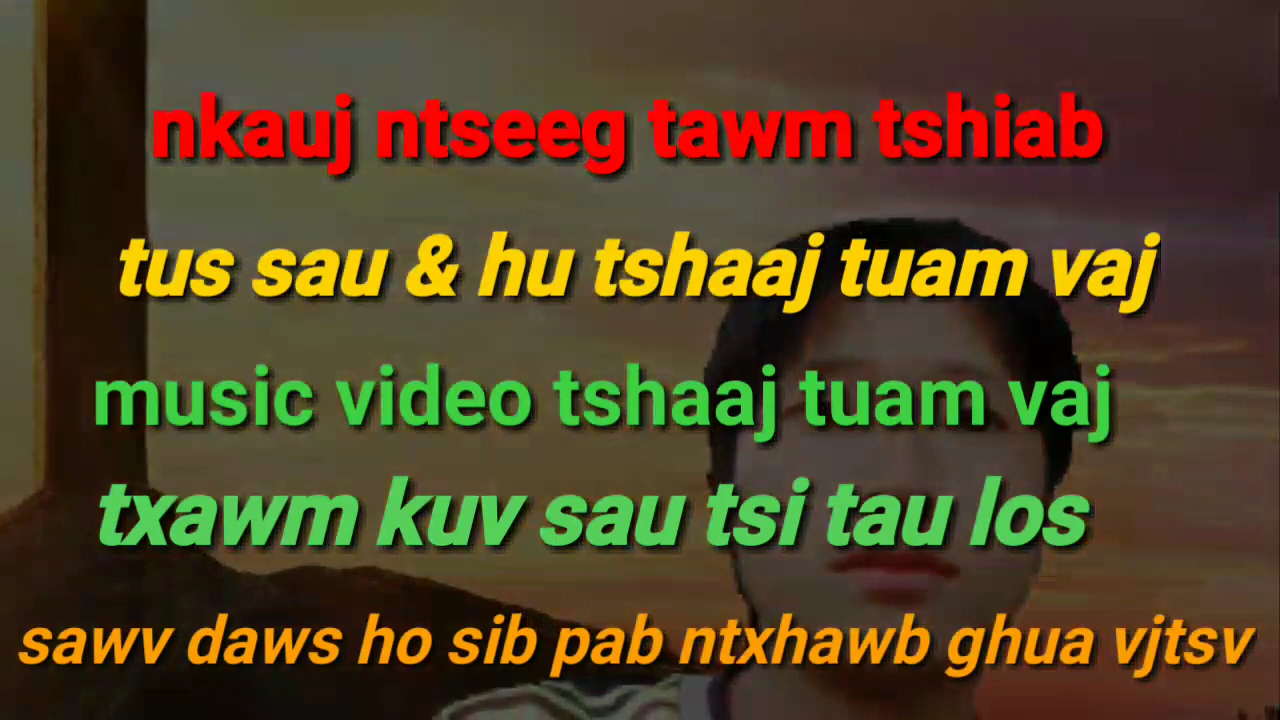 nkauj ntseeg tawm tshiab
tus sau & hu tshaaj tuam vaj
music video tshaaj tuam vaj
txawm kuv sau tsi tau los
sawv daws ho sib pab ntxhawb ghua vjtsv